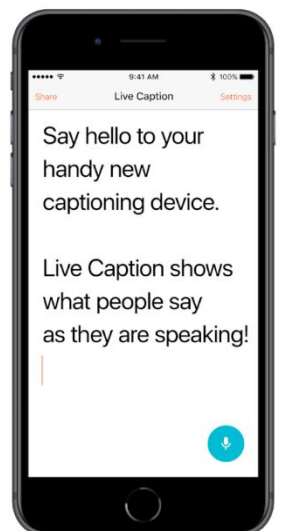 9:41 AM 100%
Share Live Caption Settings
Say hello to your
handy new
captioning device.
Live Caption shows
what people say
as they are speaking!